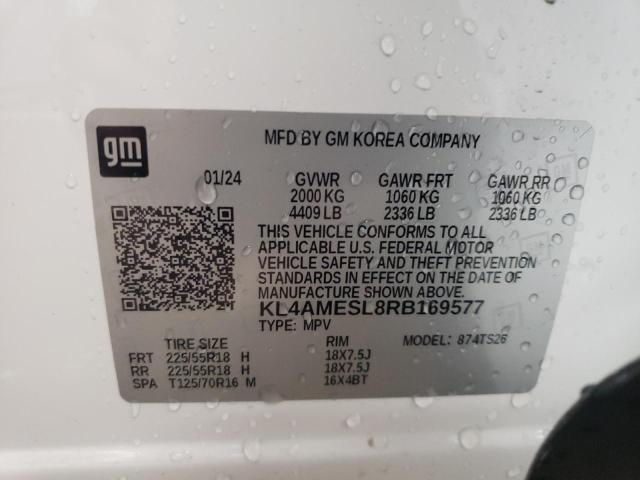 gm
MFD BY GM KOREA COMPANY
01/24 GVWR GAWR FRT GAWR RR
2000 KG 1060 KG 1060 KG
4409 LB 2336 LB 2336 LB
THIS VEHICLE CONFORMS TO ALL
APPLICABLE U.S. FEDERAL MOTOR
VEHICLE SAFETY AND THEFT PREVENTION
STANDARDS IN EFFECT ON THE DATE OF
MANUFACTURE SHOWN ABOVE.
KL4AMESL8RB169577
TYPE: MPV MODEL: 874TS26
TIRE SIZE RIM
FRT 225/55R18 H 18X7.5J
RR 225/55R18 H 18X7.5J
SPA T125/70R16 M 16X4BT